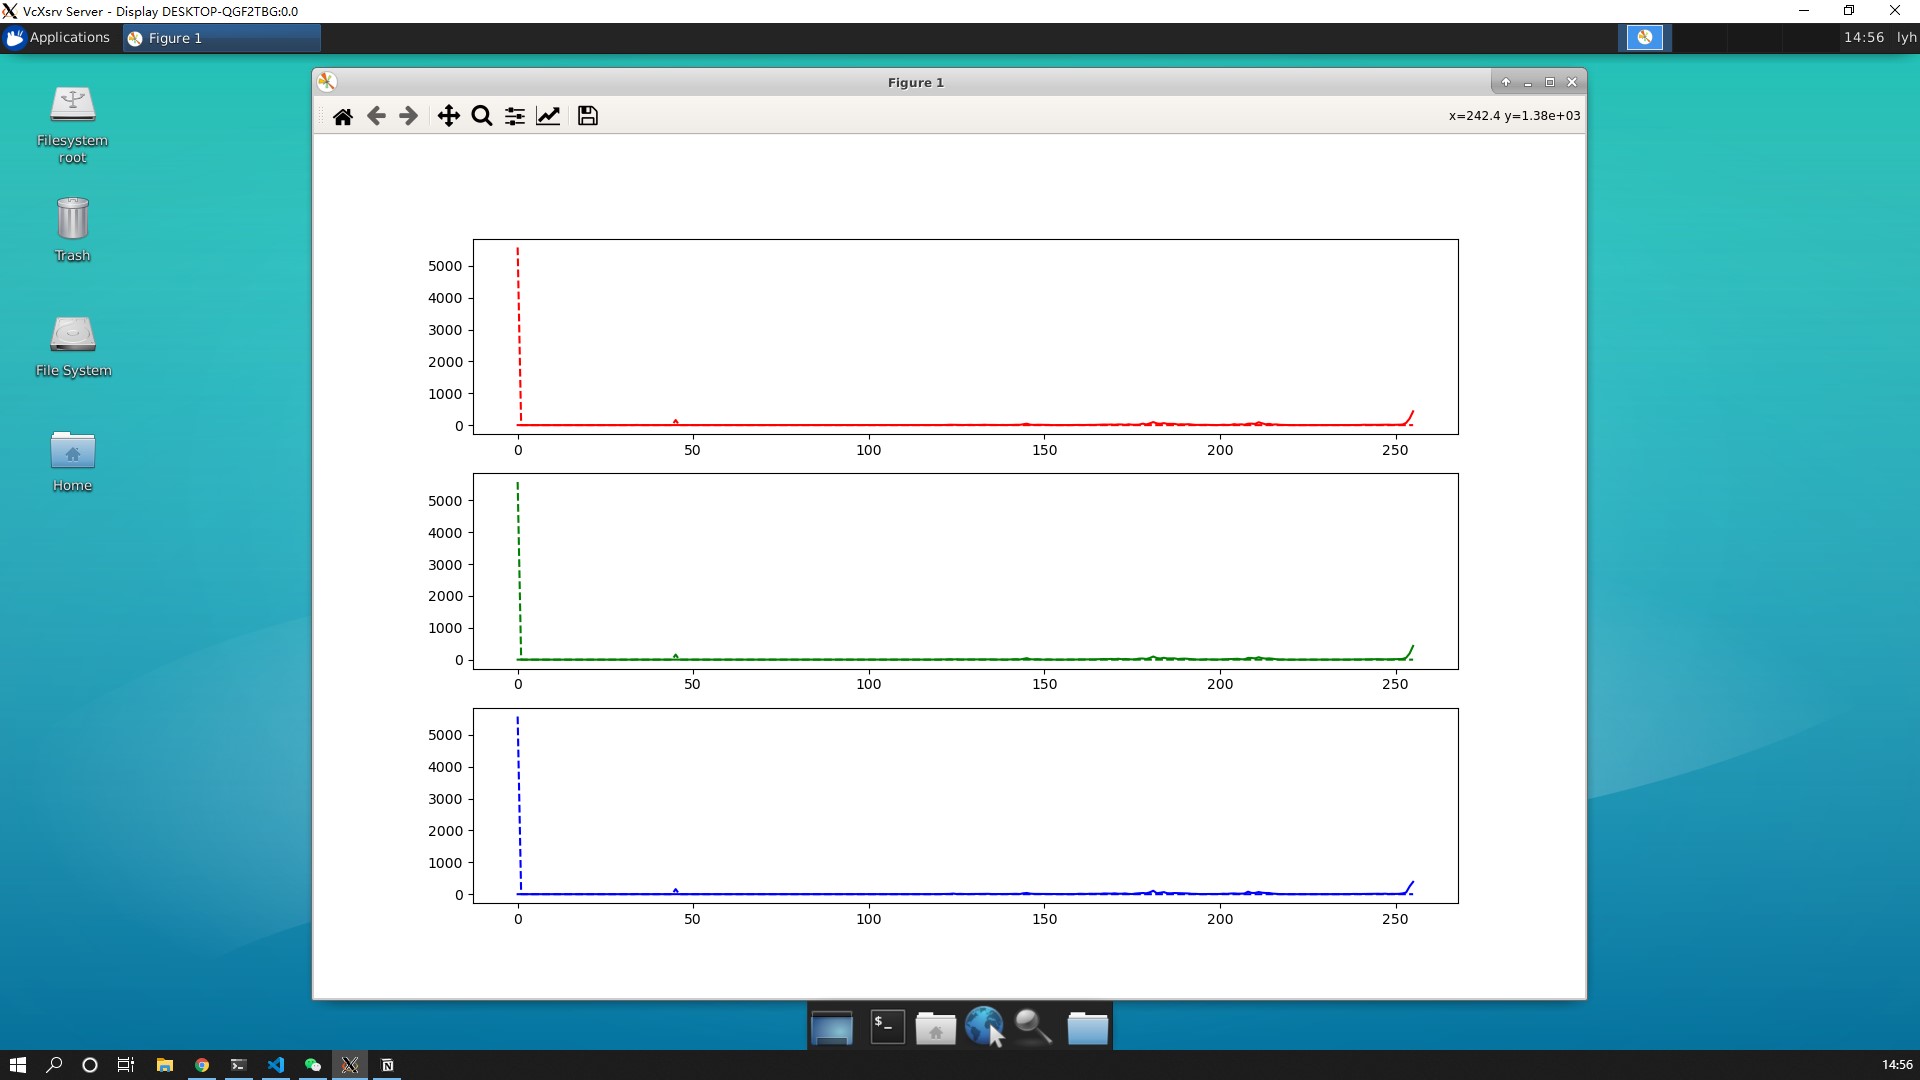 VcXsrv Server - Display DESKTOP-QGF2TBG:0.0
Applications
Figure 1
14:56
lyh
Figure 1
x=242.4 y=1.38e+03
Filesystem
root
Trash
File System
Home
5000
4000
3000
2000
1000
0
0 50 100 150 200 250
5000
4000
3000
2000
1000
0
0 50 100 150 200 250
5000
4000
3000
2000
1000
0
0 50 100 150 200 250
$_
14:56